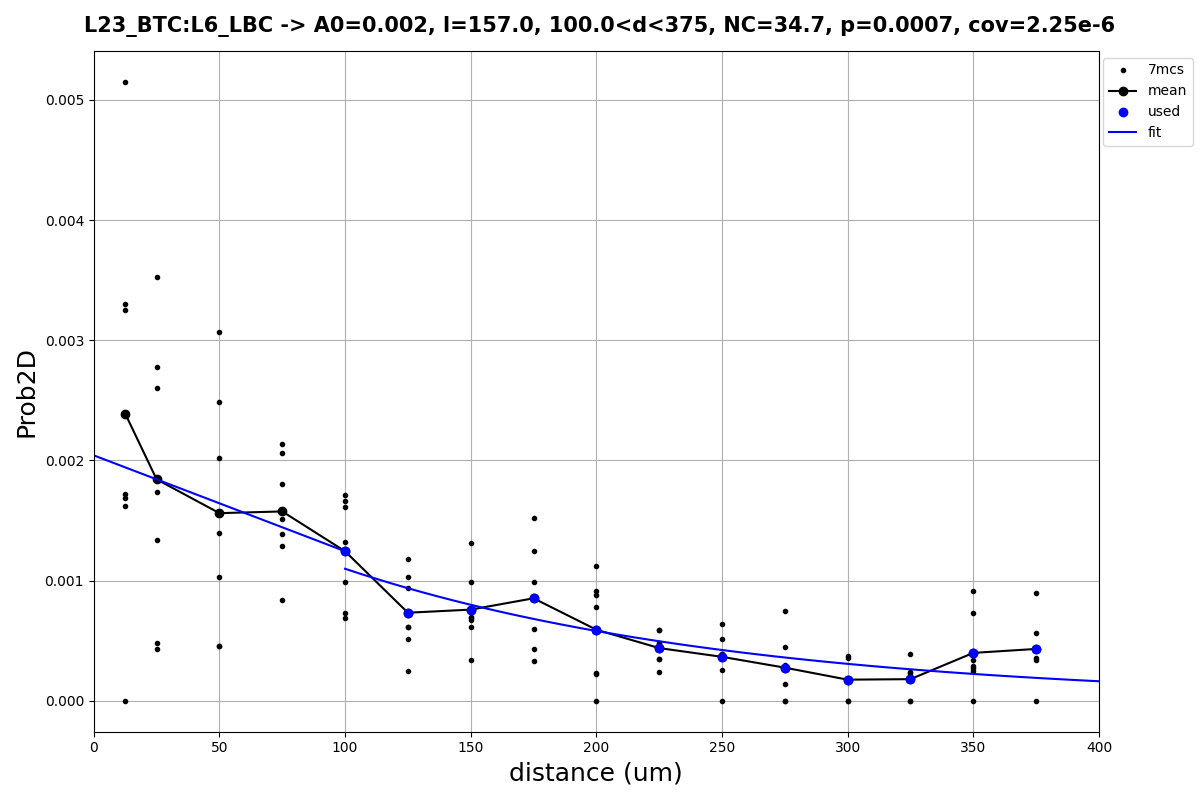 L23_BTC:L6_LBC -> A0=0.002, l=157.0, 100.0<d<375, NC=34.7, p=0.0007, cov=2.25e-6
7mcs
mean
used
fit
0.005
0.004
0.003
0.002
0.001
0.000
Prob2D
0 50 100 150 200 250 300 350 400
distance (um)